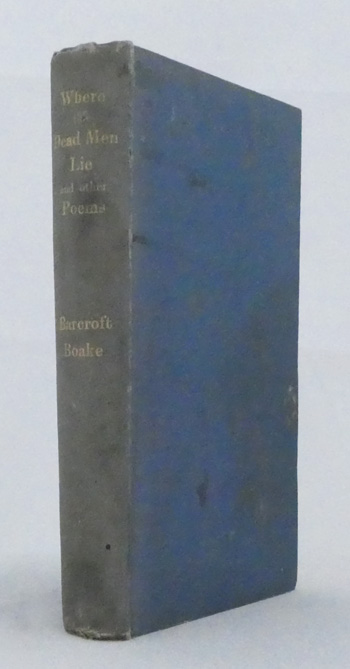 Where
the
Dead Men
Lie
and other
Poems
Barcroft
Boake